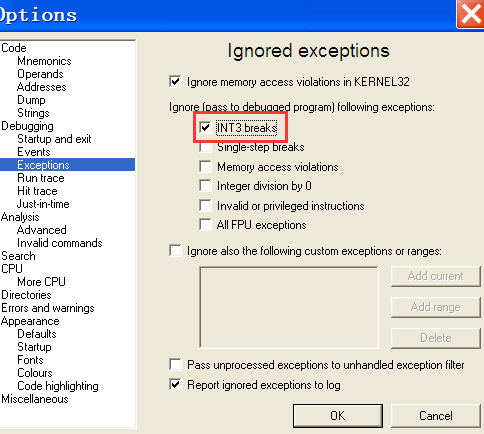 Options
Code
Mnemonics
Operands
Addresses
Dump
Strings
Debugging
Startup and exit
Events
Exceptions
Run trace
Hit trace
Just-in-time
Analysis
Advanced
Invalid commands
Search
CPU
More CPU
Directories
Errors and warnings
Appearance
Defaults
Startup
Fonts
Colours
Code highlighting
Miscellaneous
Ignored exceptions
Ignore memory access violations in KERNEL32
Ignore (pass to debugged program) following exceptions:
INT3 breaks
Single-step breaks
Memory access violations
Integer division by 0
Invalid or privileged instructions
All FPU exceptions
Ignore also the following custom exceptions or ranges:
Add current
Add range
Delete
Pass unprocessed exceptions to unhandled exception filter
Report ignored exceptions to log
OK
Cancel